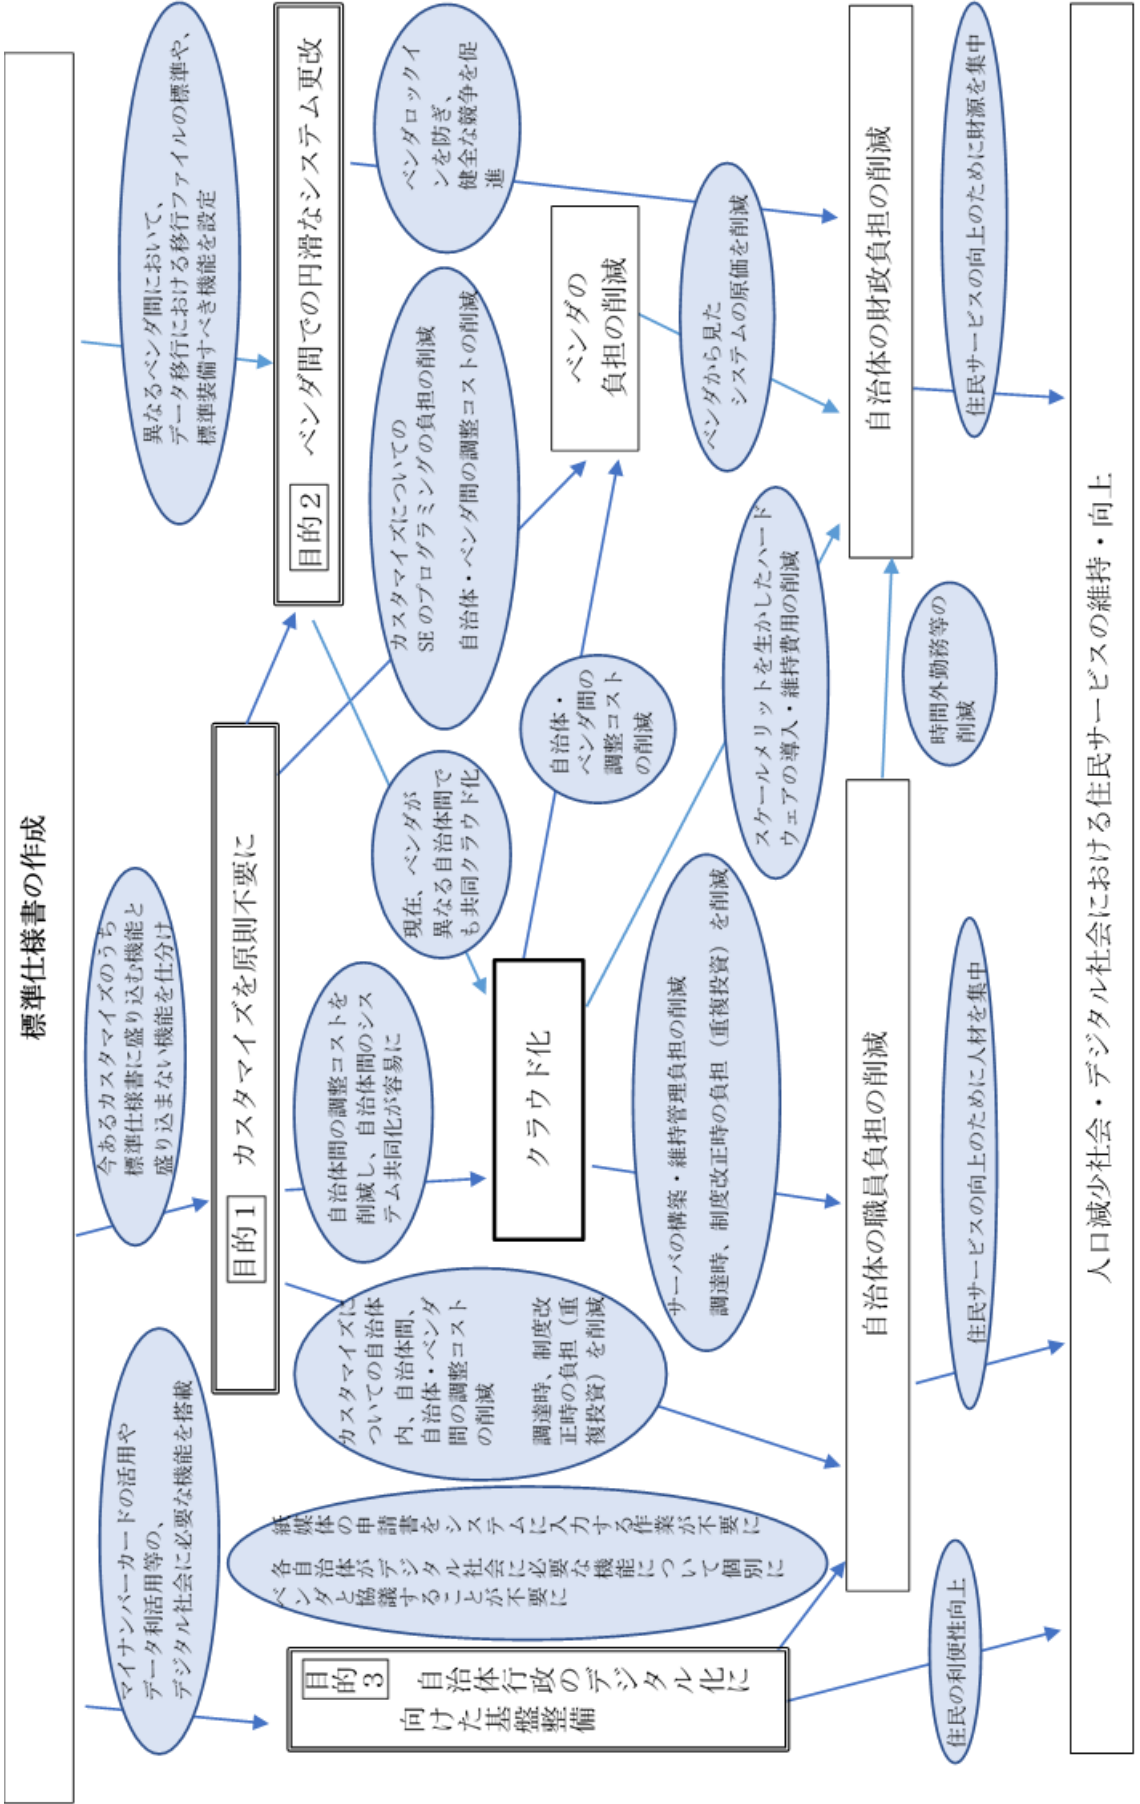 標準仕様書の作成
マイナンバーカードの活用や
データ利活用等の、
デジタル社会に必要な機能を搭載
今あるカスタマイズのうち
標準仕様書に盛り込む機能と
盛り込まない機能を仕分け
異なるベンダ間において、
データ移行における移行ファイルの標準や、
標準装備すべき機能を設定
目的1 カスタマイズを原則不要に
目的2 ベンダ間での円滑なシステム更改
目的3 自治体行政のデジタル化に
向けた基盤整備
紙媒体の申請書をシステムに入力する作業が不要に
各自治体がデジタル社会に必要な機能について個別に
ベンダと協議することが不要に
カスタマイズに
ついての自治体
内、自治体間、
自治体・ベンダ
間の調整コスト
の削減
調達時、制度改
正時の負担（重
複投資）を削減
自治体間の調整コストを
削減し、自治体間のシス
テム共同化が容易に
現在、ベンダが
異なる自治体間で
も共同クラウド化
カスタマイズについての
SEのプログラミングの負担の削減
自治体・ベンダ間の調整コストの削減
ベンダロックイ
ンを防ぎ、
健全な競争を促
進
クラウド化
自治体・
ベンダ間の
調整コスト
の削減
ベンダの
負担の削減
サーバの構築・維持管理負担の削減
調達時、制度改正時の負担（重複投資）を削減
スケールメリットを生かしたハード
ウェアの導入・維持費用の削減
ベンダから見た
システムの原価を削減
自治体の職員負担の削減
自治体の財政負担の削減
時間外勤務等の
削減
住民の利便性向上
住民サービスの向上のために人材を集中
住民サービスの向上のために財源を集中
人口減少社会・デジタル社会における住民サービスの維持・向上